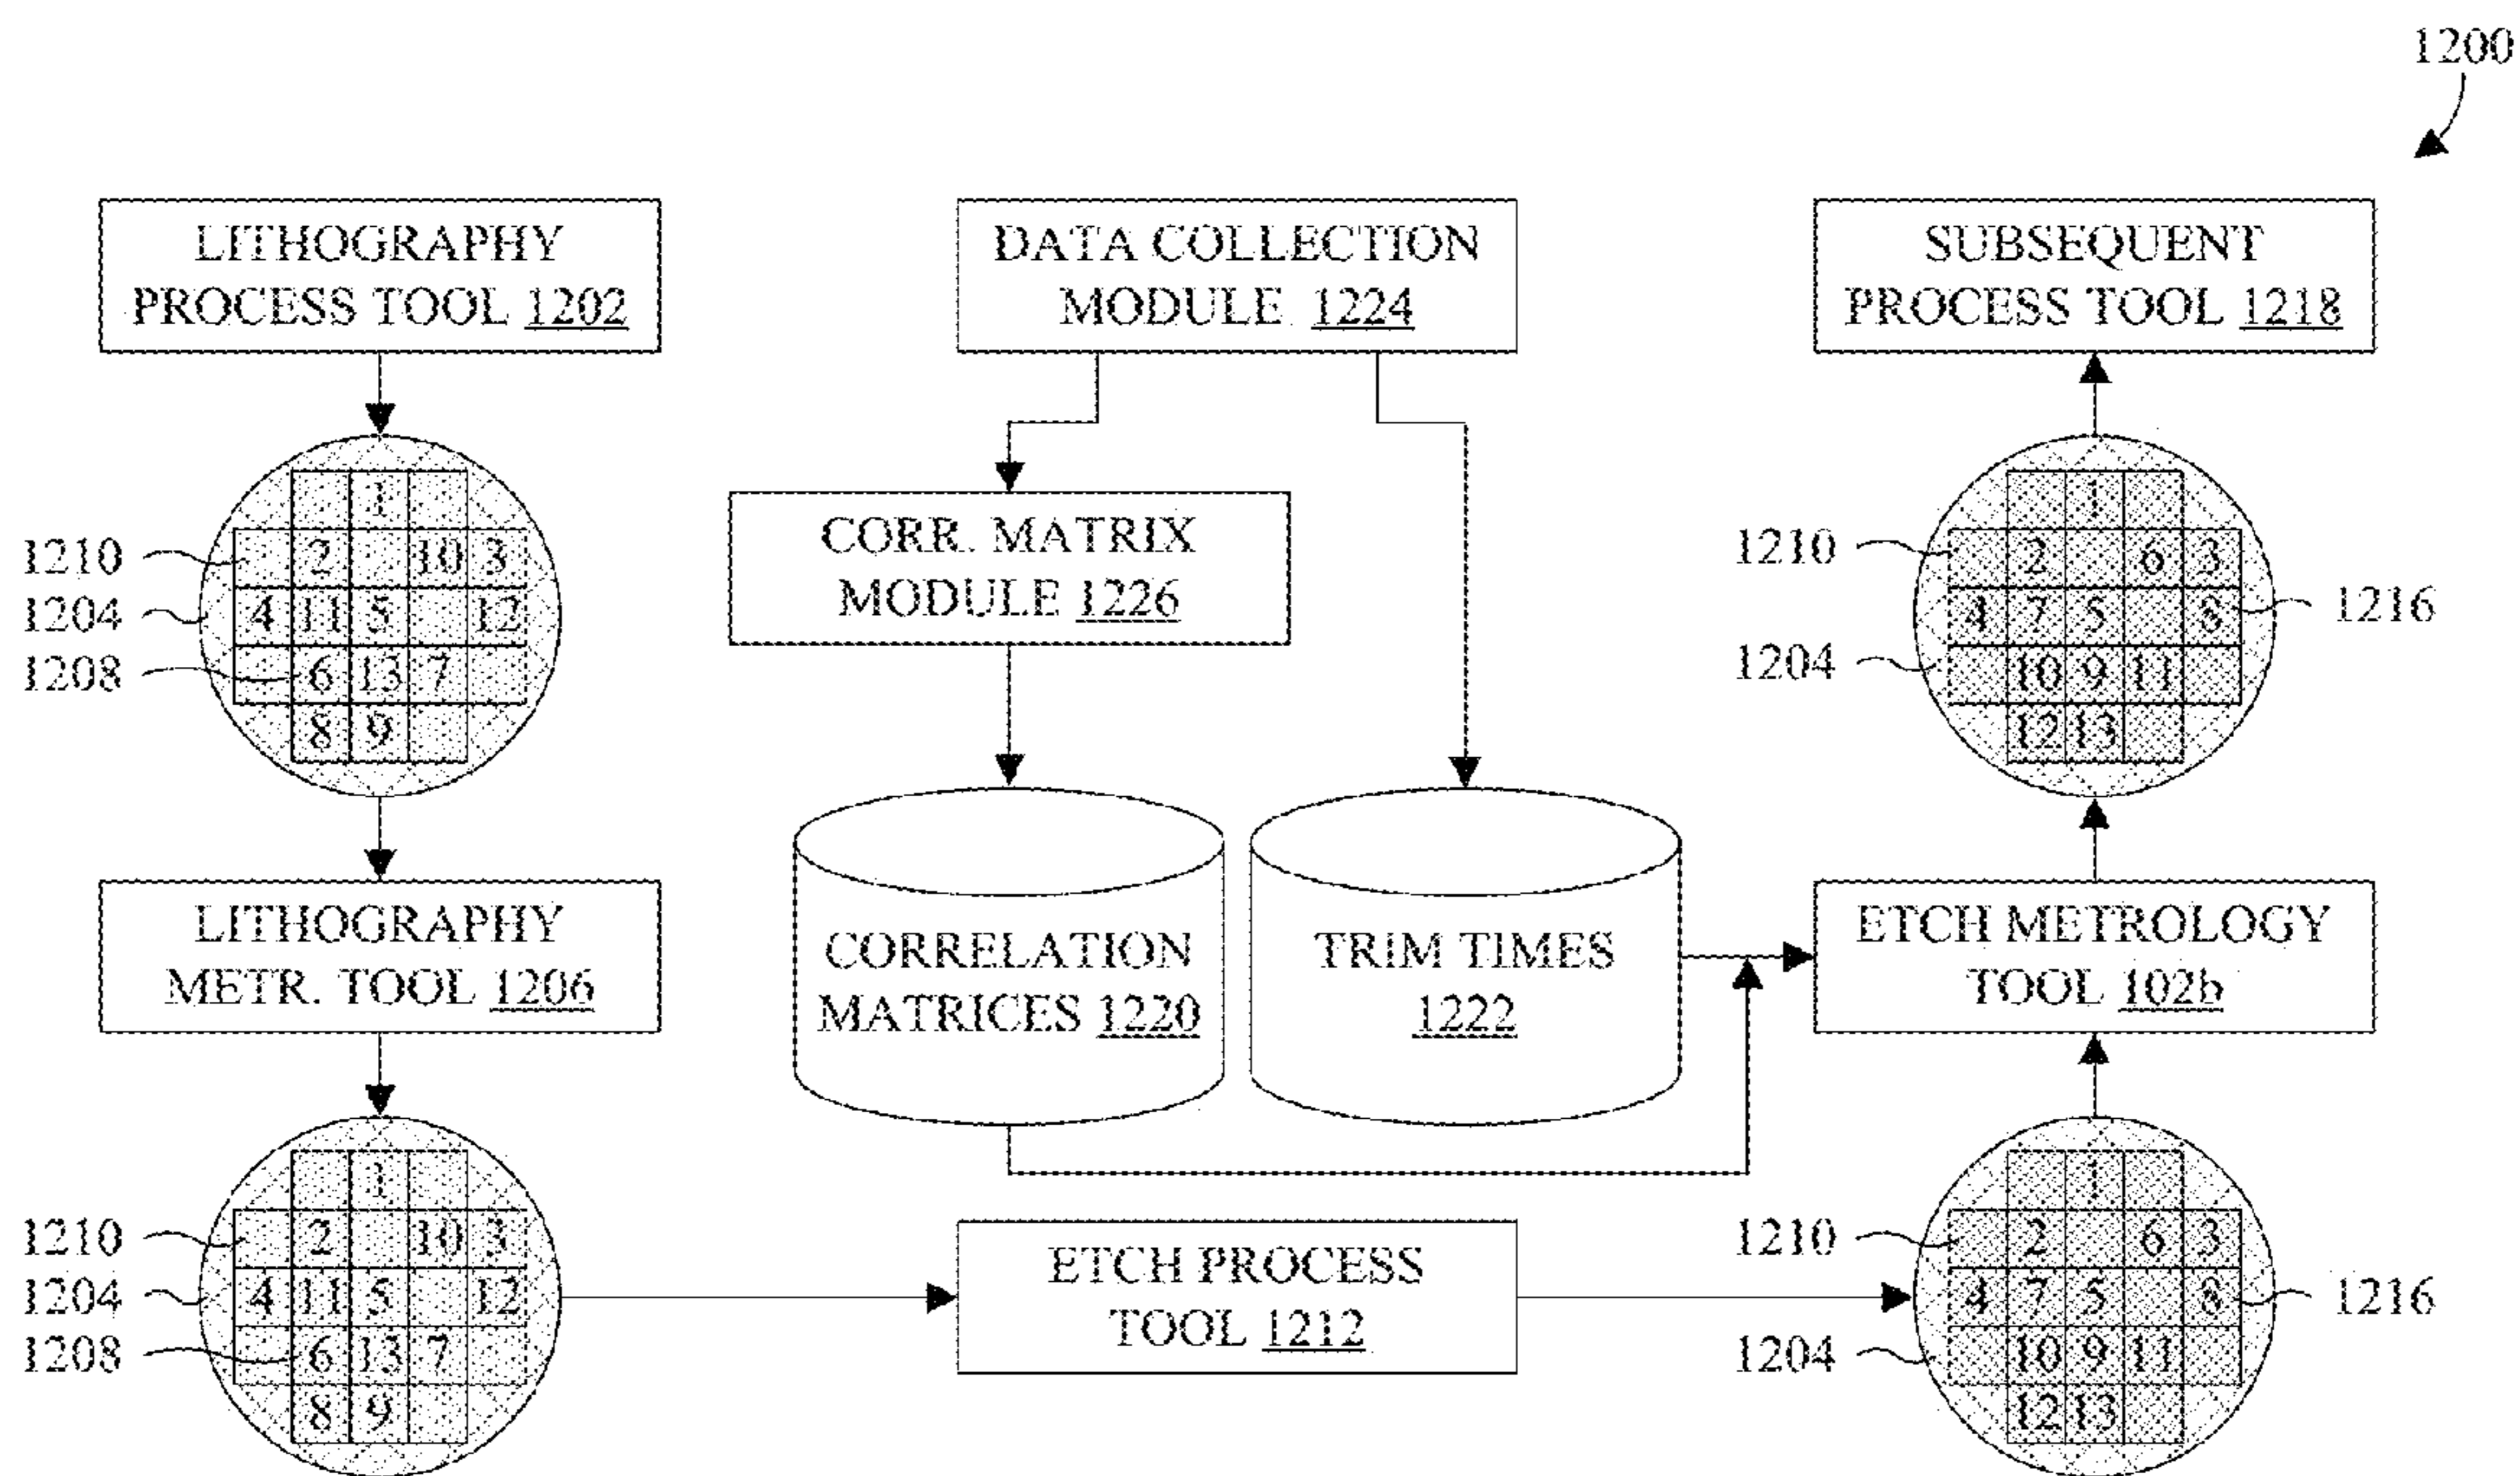 1200
LITHOGRAPHY
PROCESS TOOL 1202
DATA COLLECTION
MODULE 1224
SUBSEQUENT
PROCESS TOOL 1218
1
1210
2 10 3
1204
4 11 5 12
1208
6 13 7
8 9
CORR. MATRIX
MODULE 1226
1
1210
2 6 3
4 7 5 8
1216
1204
10 9 11
12 13
LITHOGRAPHY
METR. TOOL 1206
CORRELATION
MATRICES 1220
TRIM TIMES
1222
ETCH METROLOGY
TOOL 102b
1
1210
2 10 3
1204
4 11 5 12
1208
6 13 7
8 9
ETCH PROCESS
TOOL 1212
1
1210
2 6 3
4 7 5 8
1216
1204
10 9 11
12 13